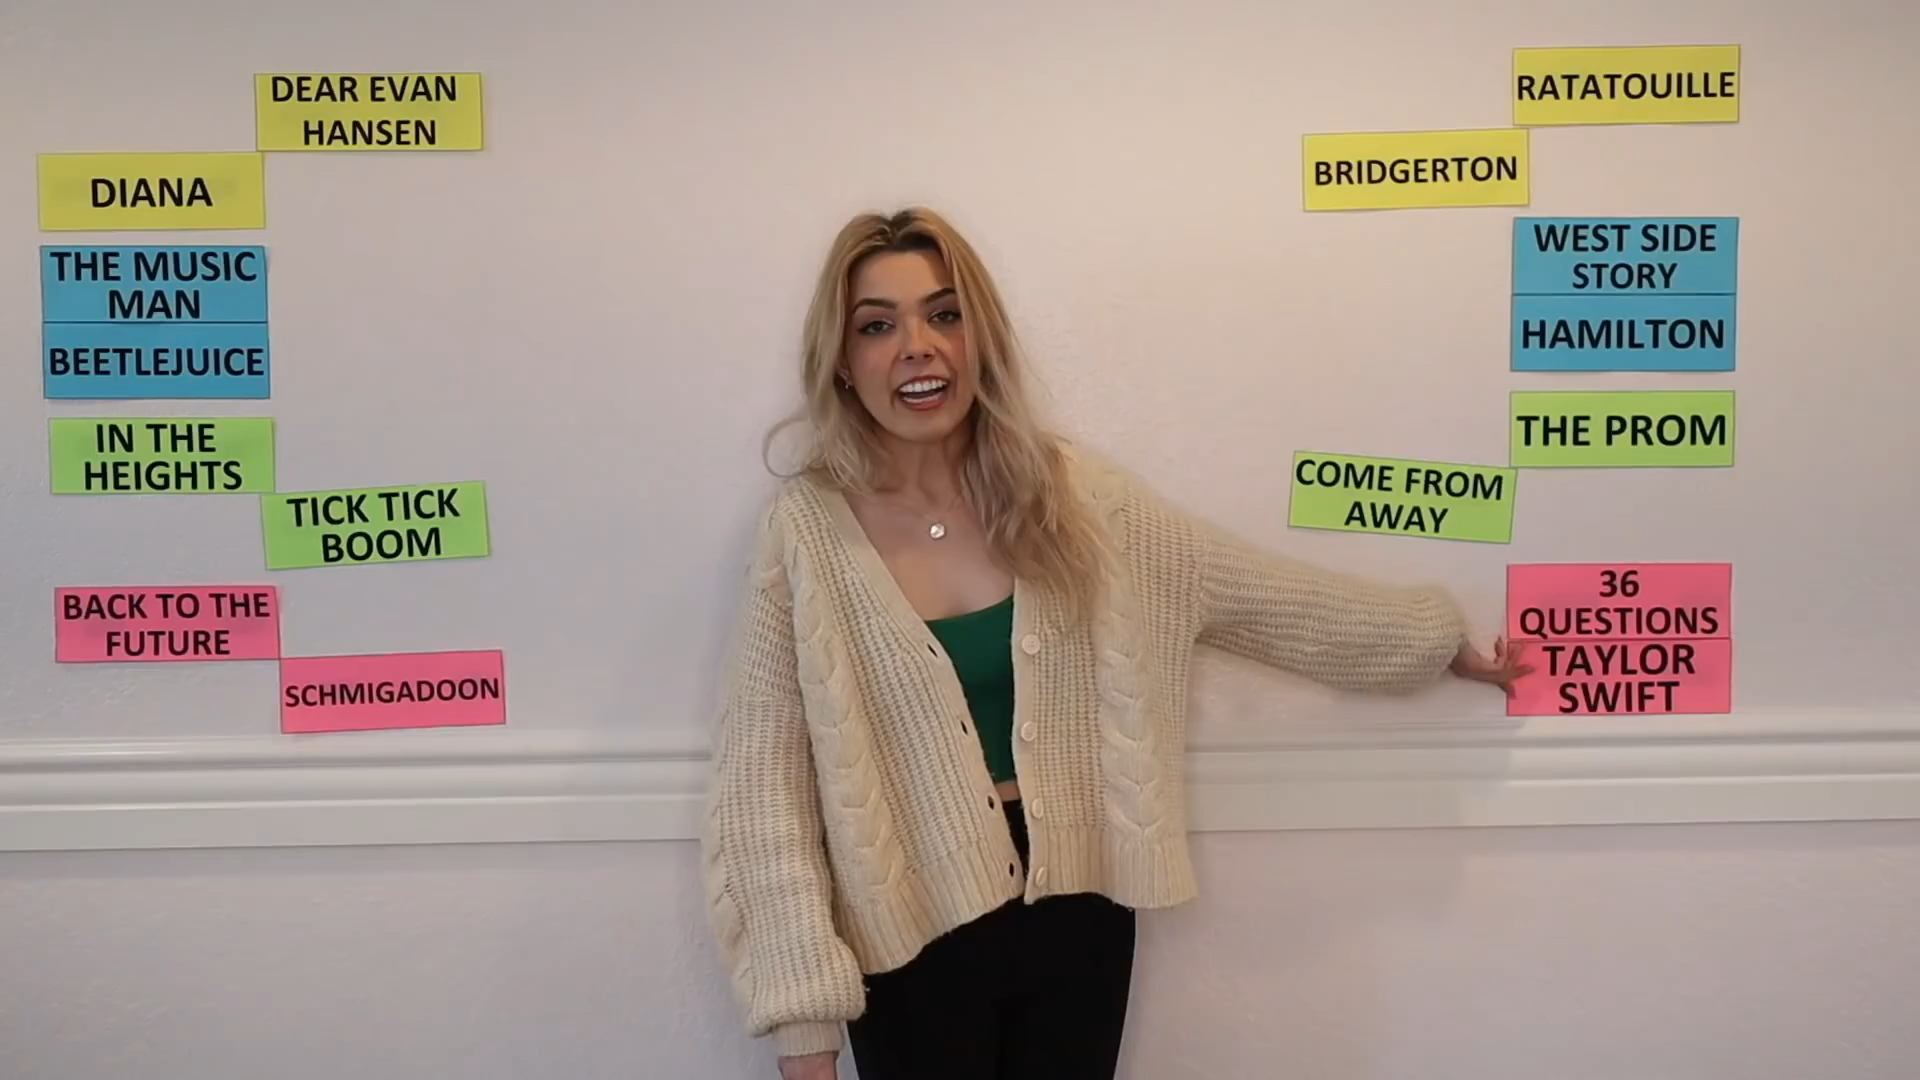 DEAR EVAN
HANSEN
DIANA
THE MUSIC
MAN
BEETLEJUICE
IN THE
HEIGHTS
TICK TICK
BOOM
BACK TO THE
FUTURE
SCHMIGADOON
RATATOUILLE
BRIDGERTON
WEST SIDE
STORY
HAMILTON
THE PROM
COME FROM
AWAY
36
QUESTIONS
TAYLOR
SWIFT